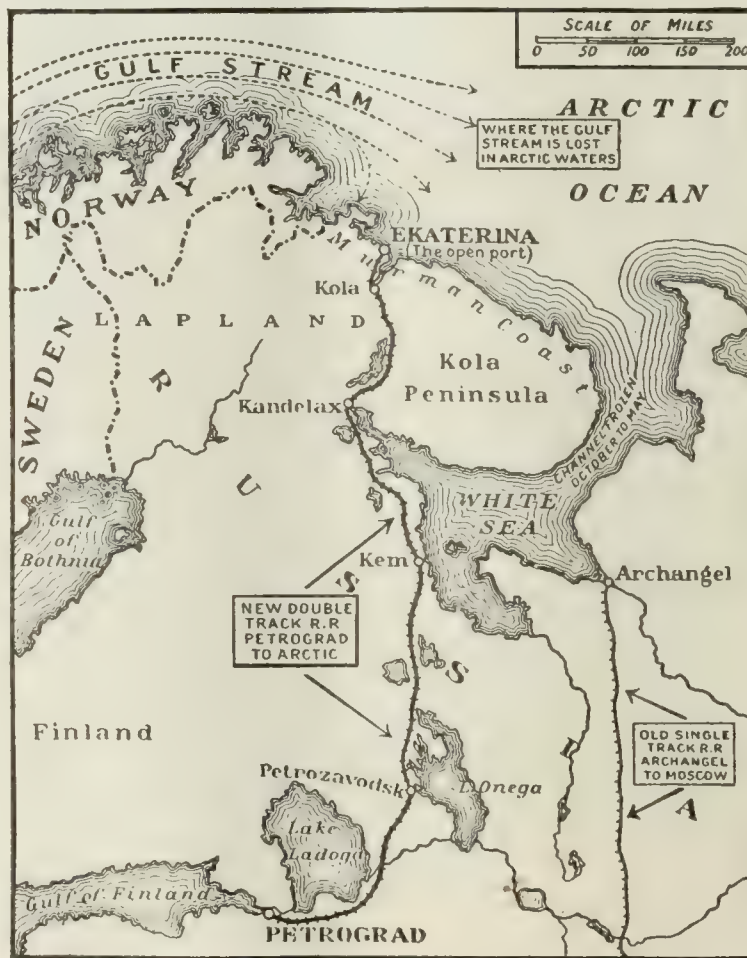 SCALE OF MILES
0 50 100 150 200
GULF STREAM
ARCTIC
WHERE THE GULF
STREAM IS LOST
IN ARCTIC WATERS
OCEAN
NORWAY
EKATERINA
(The open port)
Murman Coast
Kola
LAPLAND
Kola
Peninsula
SWEDEN
RUSSIA
Kandelax
CHANNEL FROZEN
OCTOBER TO MAY
WHITE
SEA
Gulf
of
Bothnia
Kem
Archangel
NEW DOUBLE
TRACK R.R
PETROGRAD
TO ARCTIC
Finland
OLD SINGLE
TRACK R.R
ARCHANGEL
TO MOSCOW
Petrozavodsk
L.Onega
Lake
Ladoga
Gulf of Finland
PETROGRAD